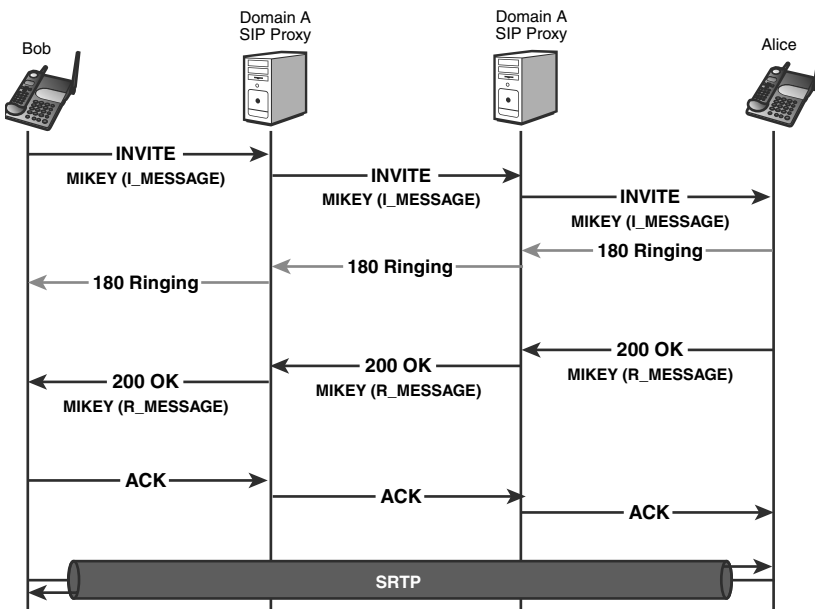 Bob
Domain A
SIP Proxy
Domain A
SIP Proxy
Alice
INVITE
MIKEY (I_MESSAGE)
INVITE
MIKEY (I_MESSAGE)
INVITE
MIKEY (I_MESSAGE)
180 Ringing
180 Ringing
180 Ringing
200 OK
MIKEY (R_MESSAGE)
200 OK
MIKEY (R_MESSAGE)
200 OK
MIKEY (R_MESSAGE)
ACK
ACK
ACK
SRTP